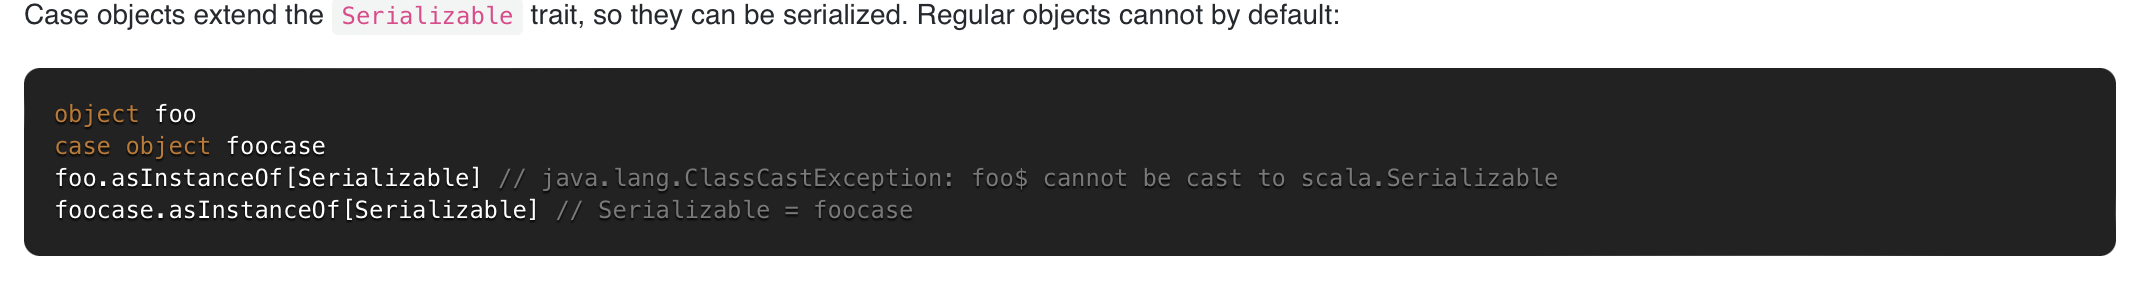 Case objects extend the Serializable trait, so they can be serialized. Regular objects cannot by default:
object foo
case object foocase
foo.asInstanceOf[Serializable] // java.lang.ClassCastException: foo$ cannot be cast to scala.Serializable
foocase.asInstanceOf[Serializable] // Serializable = foocase